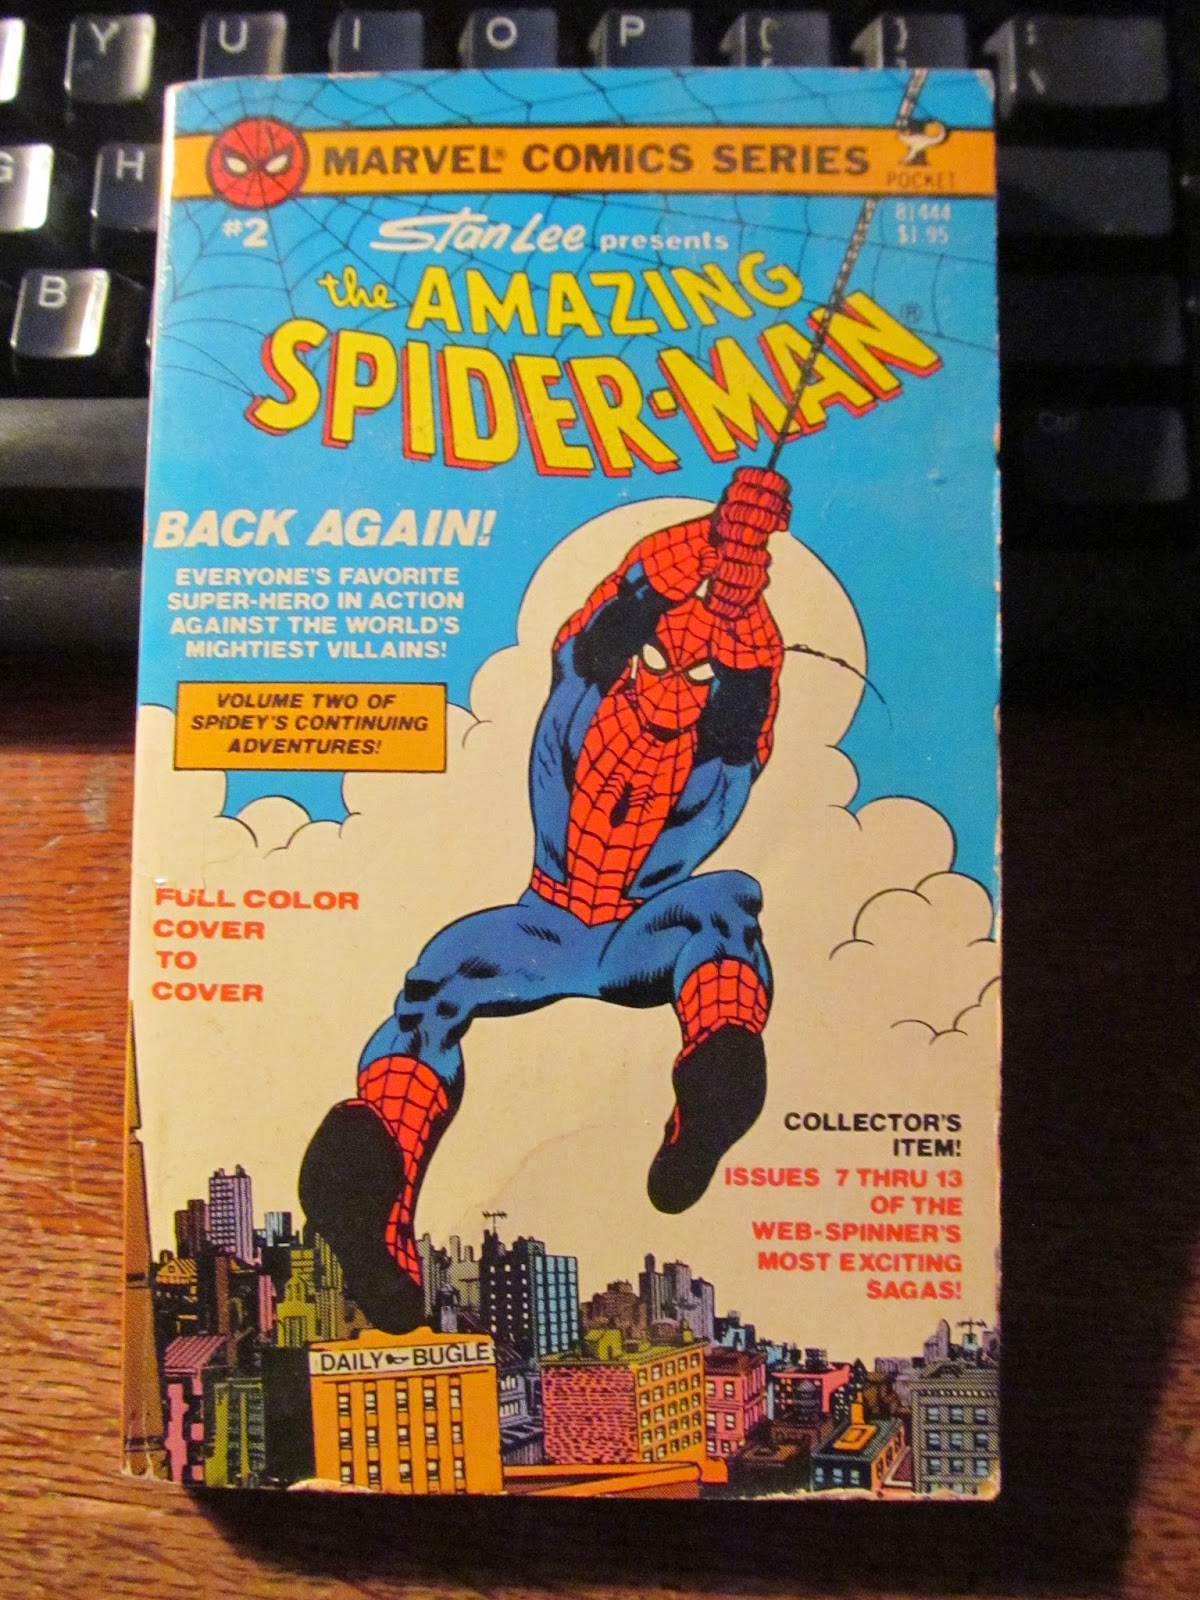 Y U I O P { }
[ ]
: \
G H
B
Ctrl
MARVEL® COMICS SERIES
POCKET
#2
81444
$1.95
Stan Lee presents
the AMAZING
SPIDER-MAN®
BACK AGAIN!
EVERYONE'S FAVORITE
SUPER-HERO IN ACTION
AGAINST THE WORLD'S
MIGHTIEST VILLAINS!
VOLUME TWO OF
SPIDEY'S CONTINUING
ADVENTURES!
FULL COLOR
COVER
TO
COVER
COLLECTOR'S
ITEM!
ISSUES 7 THRU 13
OF THE
WEB-SPINNER'S
MOST EXCITING
SAGAS!
DAILY BUGLE